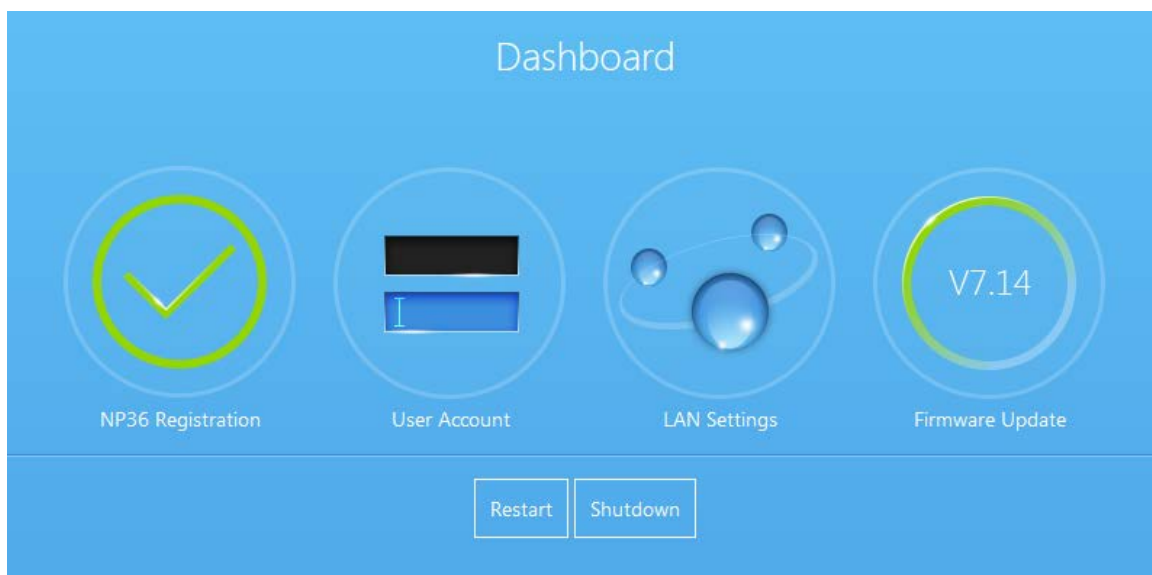 Dashboard
V7.14
NP36 Registration
User Account
LAN Settings
Firmware Update
Restart
Shutdown